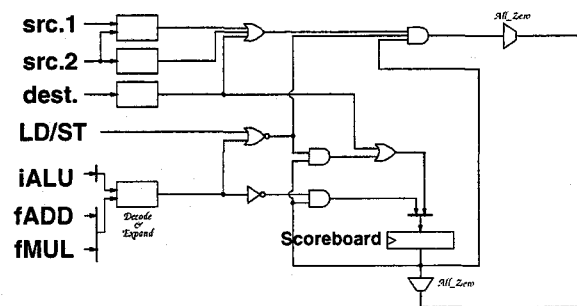 src.1
src.2
dest.
LD/ST
iALU
fADD
fMUL
Decode
&
Expand
Scoreboard
All_Zero
All_Zero